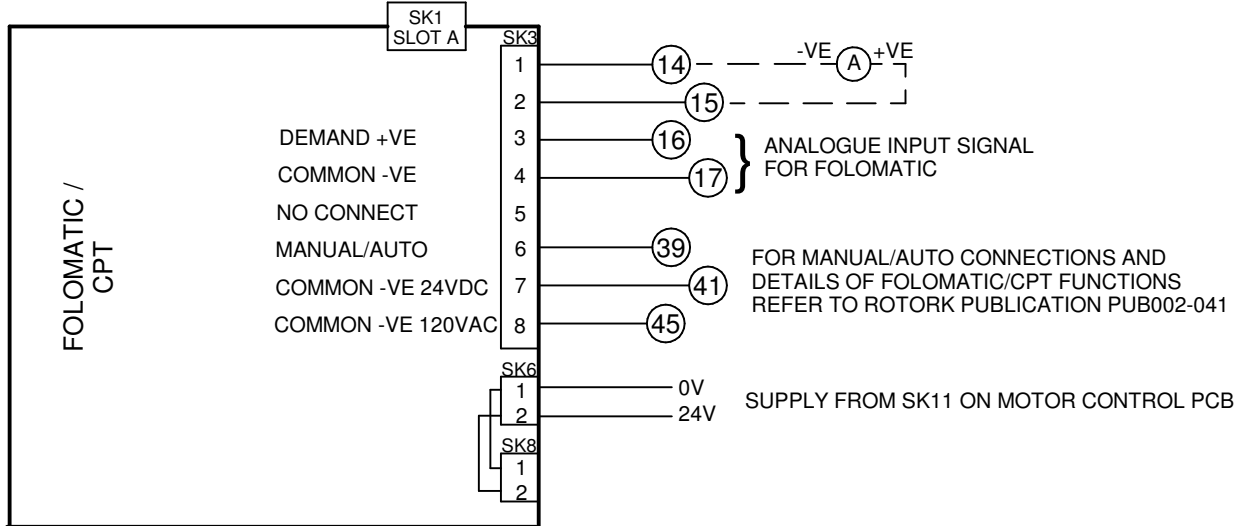 SK1
SLOT A
SK3
1
14
-VE
A
+VE
2
15
DEMAND +VE
3
16
COMMON -VE
4
17
}
ANALOGUE INPUT SIGNAL
FOR FOLOMATIC
NO CONNECT
5
MANUAL/AUTO
6
39
COMMON -VE 24VDC
7
41
COMMON -VE 120VAC
8
45
FOR MANUAL/AUTO CONNECTIONS AND
DETAILS OF FOLOMATIC/CPT FUNCTIONS
REFER TO ROTORK PUBLICATION PUB002-041
FOLOMATIC /
CPT
SK6
1
0V
2
24V
SUPPLY FROM SK11 ON MOTOR CONTROL PCB
SK8
1
2